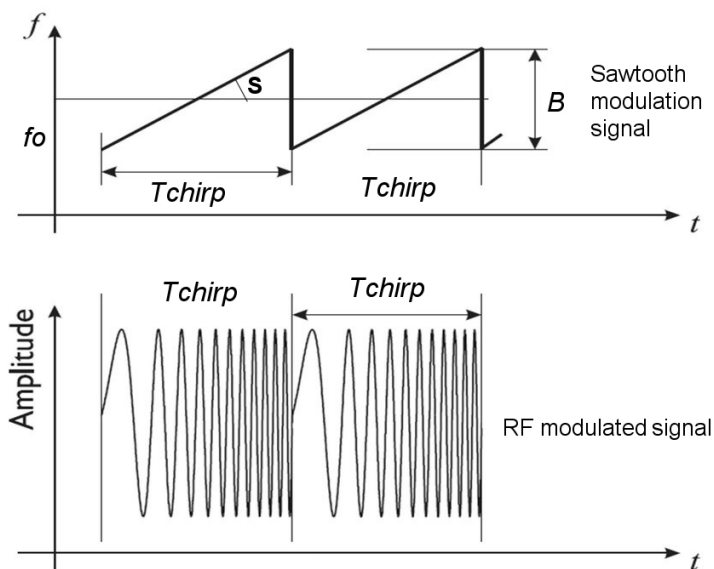 f
s
B
Sawtooth
modulation
signal
fo
Tchirp
Tchirp
t
Tchirp
Tchirp
Amplitude
RF modulated signal
t